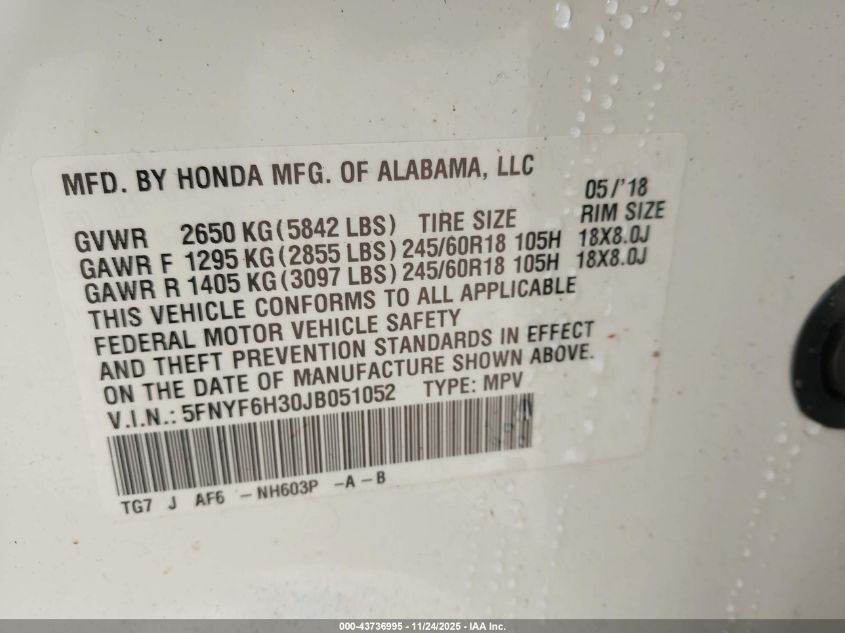 MFD. BY HONDA MFG. OF ALABAMA, LLC 05/'18
GVWR 2650 KG (5842 LBS) TIRE SIZE RIM SIZE
GAWR F 1295 KG (2855 LBS) 245/60R18 105H 18X8.0J
GAWR R 1405 KG (3097 LBS) 245/60R18 105H 18X8.0J
THIS VEHICLE CONFORMS TO ALL APPLICABLE
FEDERAL MOTOR VEHICLE SAFETY
AND THEFT PREVENTION STANDARDS IN EFFECT
ON THE DATE OF MANUFACTURE SHOWN ABOVE.
V.I.N.: 5FNYF6H30JB051052 TYPE: MPV
TG7 J AF6 - NH603P - A - B
000-43736995 - 11/24/2025 - IAA Inc.